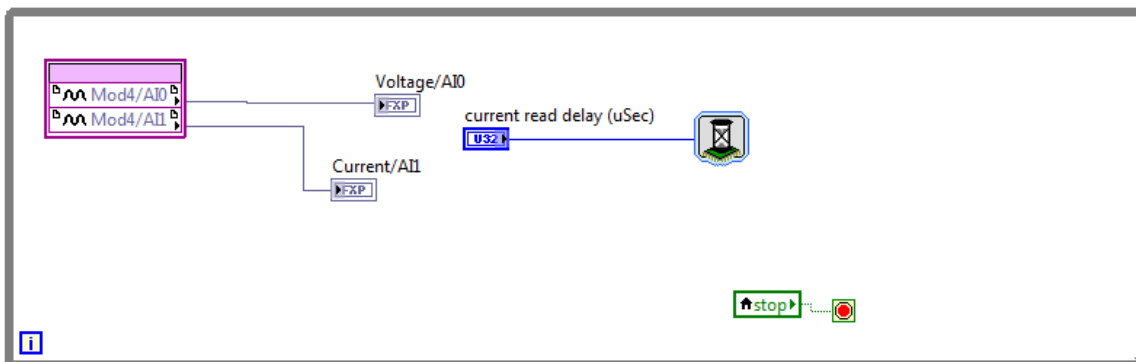 Mod4/AI0
Mod4/AI1
Voltage/AI0
FXP
Current/AI1
FXP
current read delay (uSec)
U32
stop
i